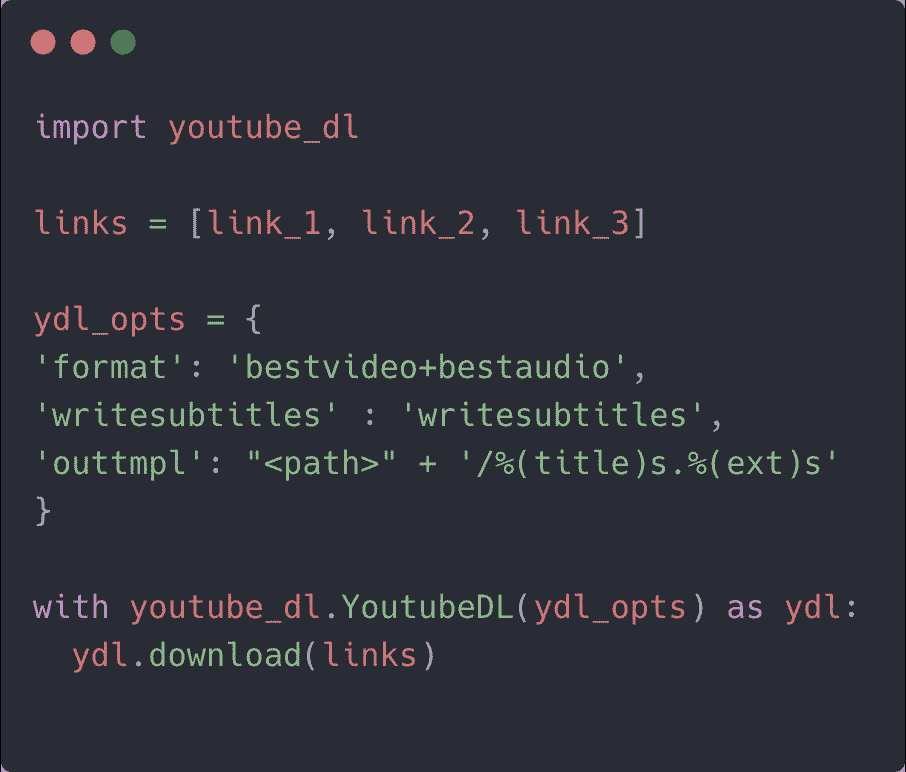 import youtube_dl
links = [link_1, link_2, link_3]
ydl_opts = {
'format': 'bestvideo+bestaudio',
'writesubtitles' : 'writesubtitles',
'outtmpl': "<path>" + '/%(title)s.%(ext)s'
}
with youtube_dl.YoutubeDL(ydl_opts) as ydl:
  ydl.download(links)